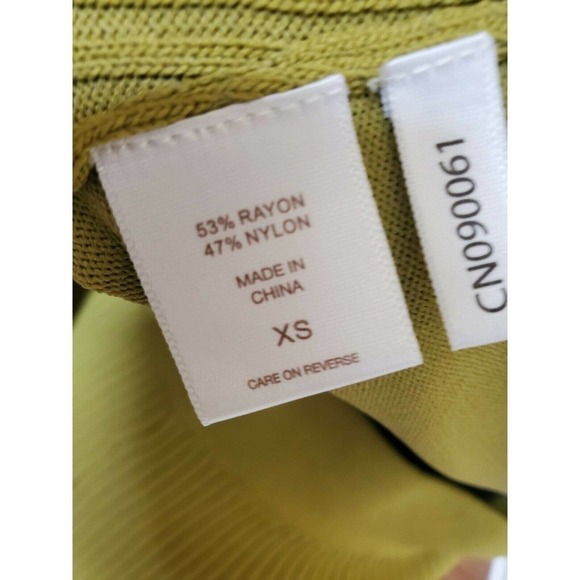 53% RAYON
47% NYLON
MADE IN
CHINA
XS
CARE ON REVERSE
CN090061